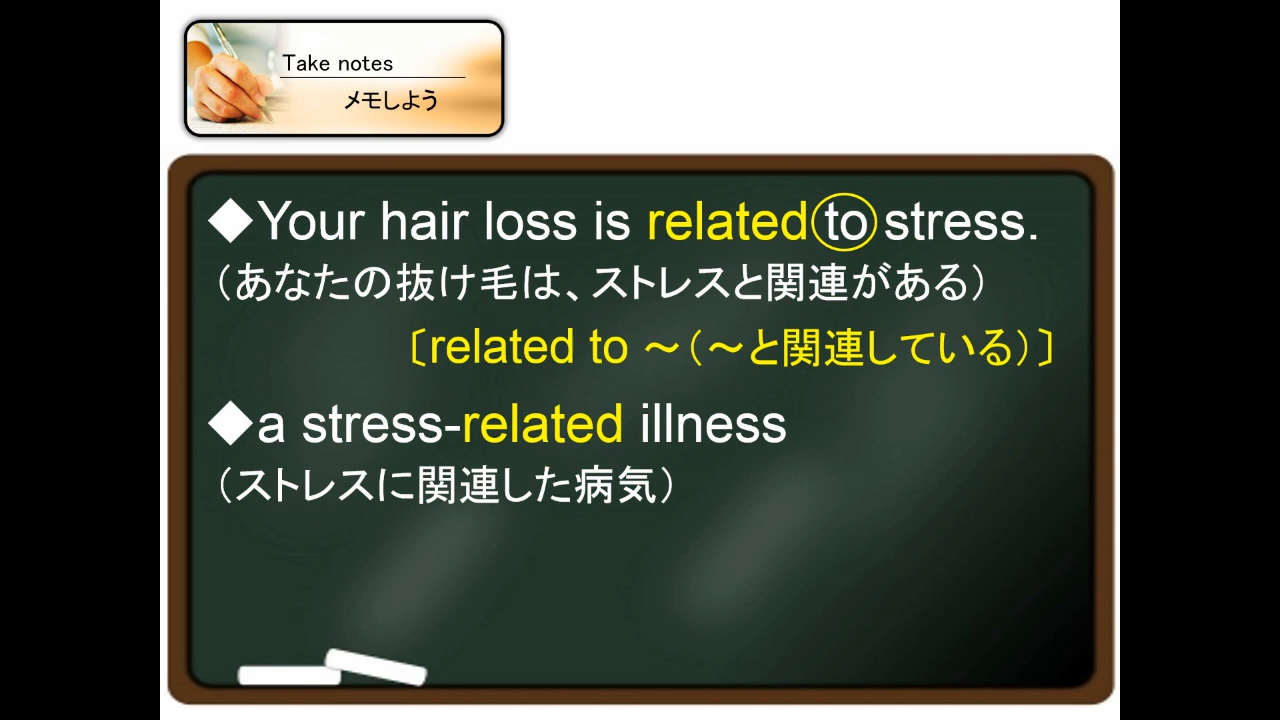 Take notes
メモしよう
◆Your hair loss is related to stress.
（あなたの抜け毛は、ストレスと関連がある）
〔related to ～（～と関連している）〕
◆a stress-related illness
（ストレスに関連した病気）